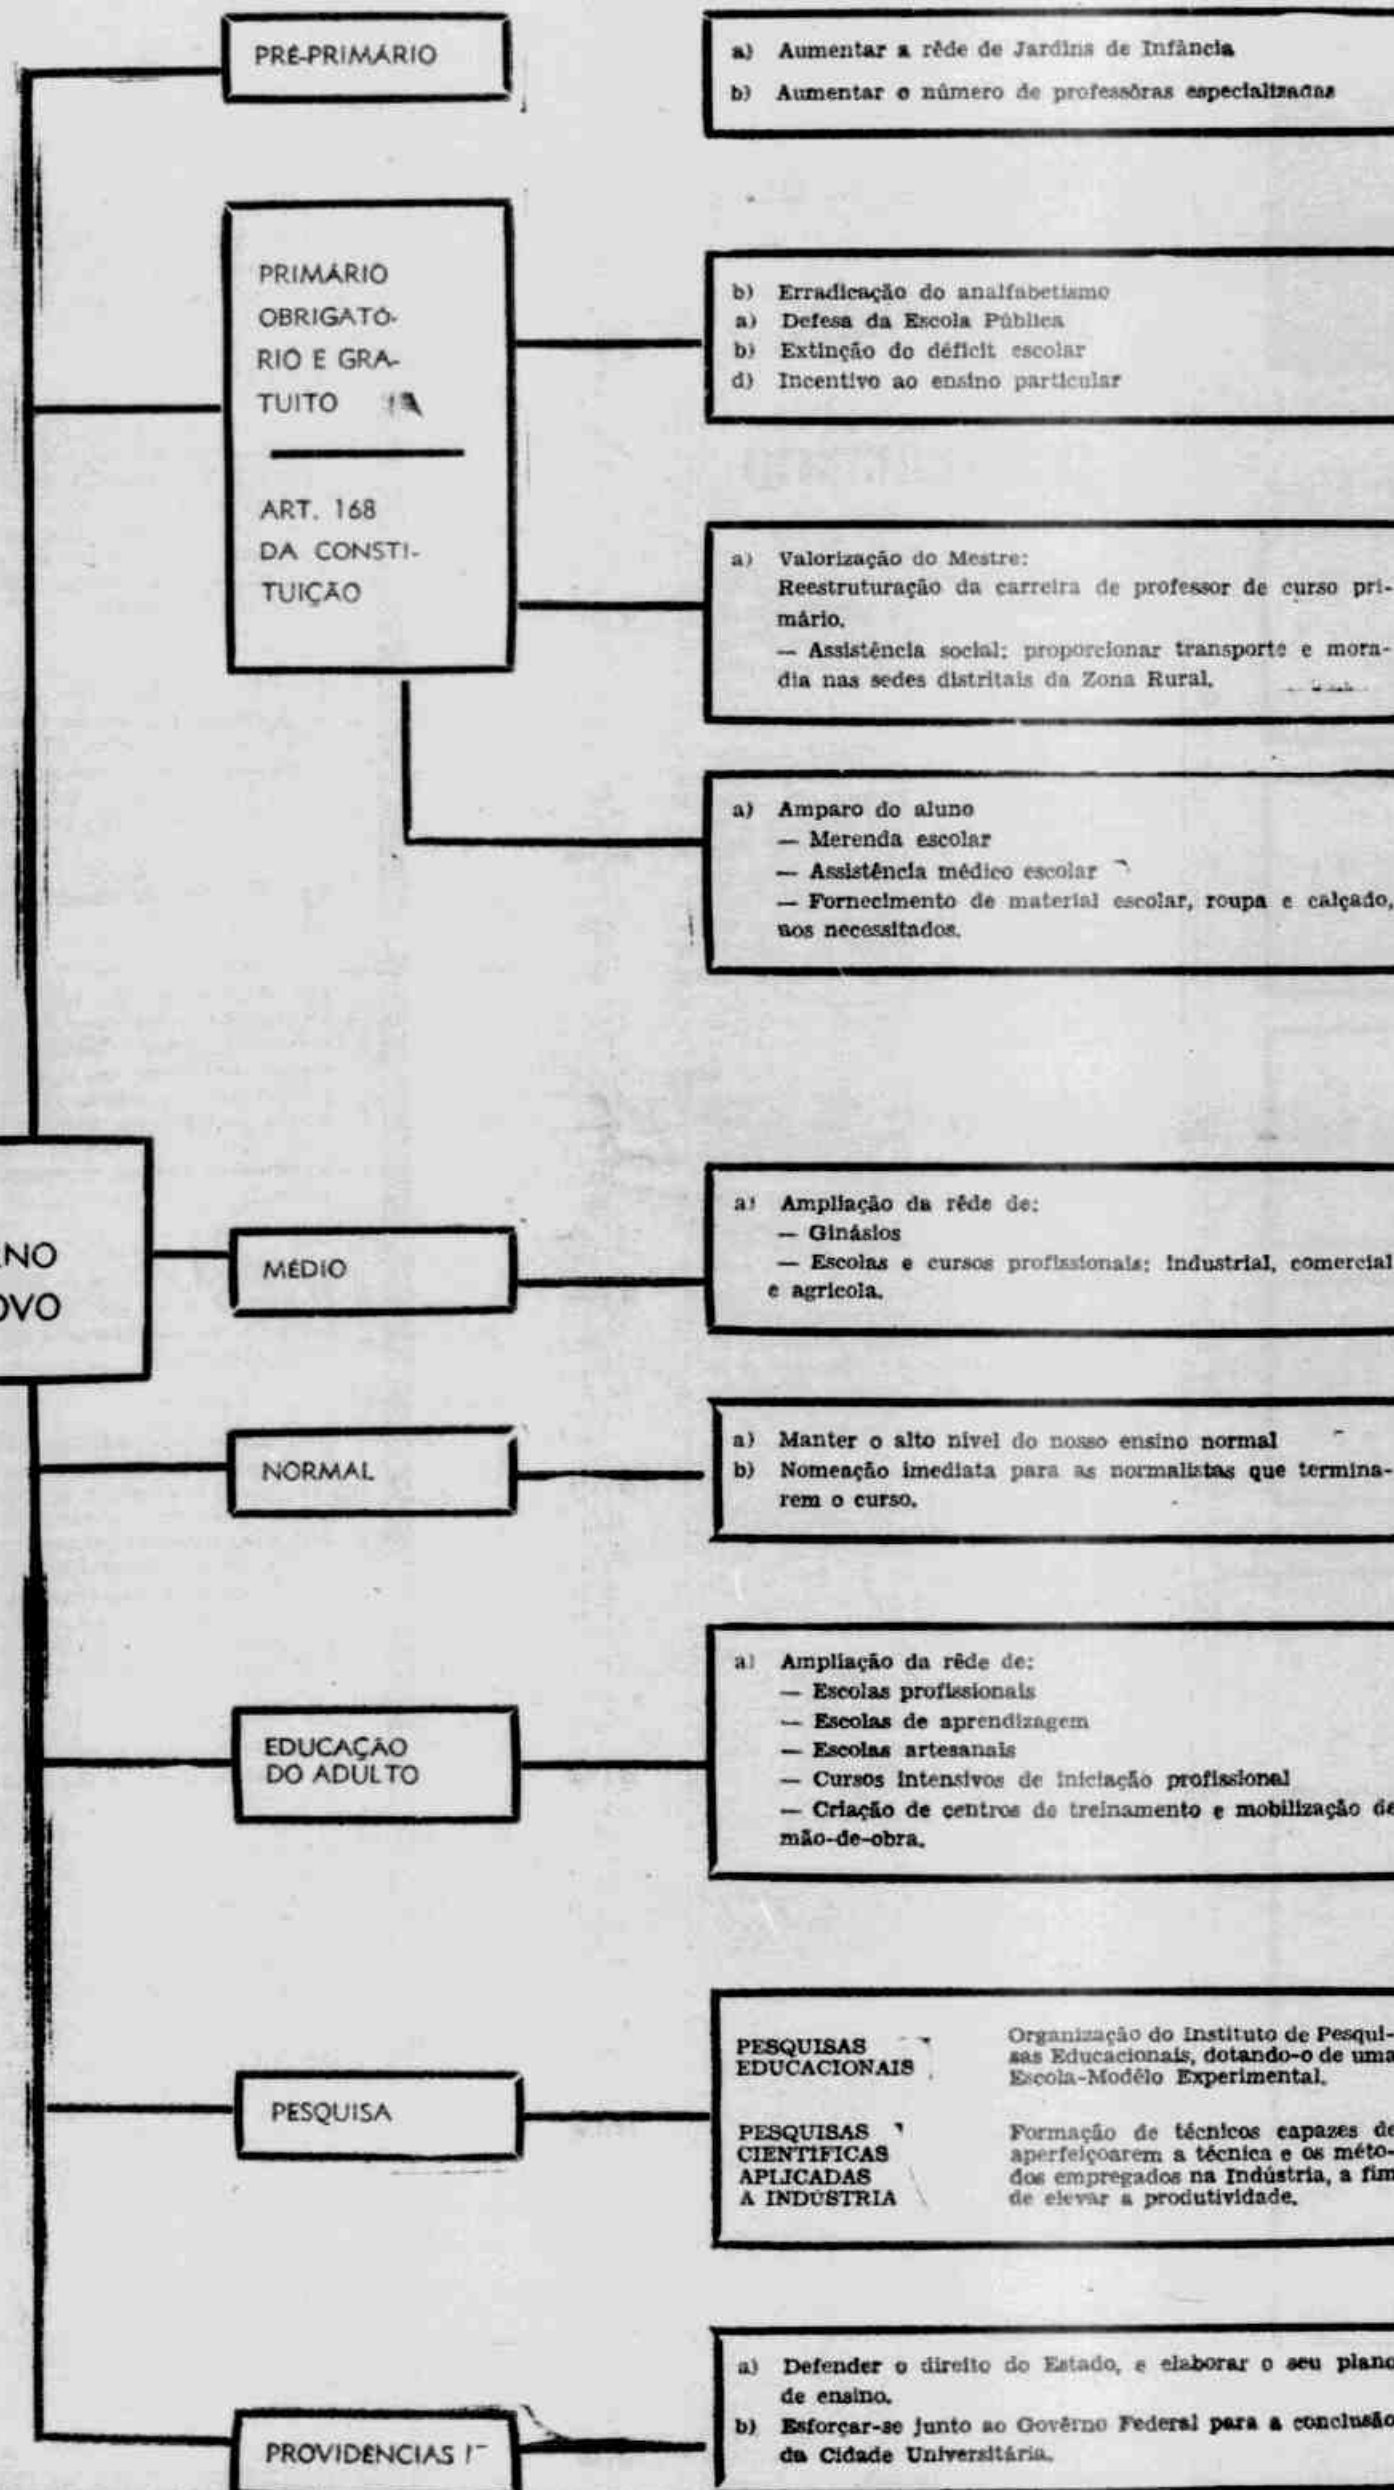 PRÉ-PRIMÁRIO
a) Aumentar a rêde de Jardins de Infância
b) Aumentar o número de professôras especializadas
PRIMÁRIO
OBRIGATÓ-
RIO E GRA-
TUITO
ART. 168
DA CONSTI-
TUIÇÃO
b) Erradicação do analfabetismo
a) Defesa da Escola Pública
b) Extinção do déficit escolar
d) Incentivo ao ensino particular
a) Valorização do Mestre:
Reestruturação da carreira de professor de curso pri-
mário.
— Assistência social: proporcionar transporte e mora-
dia nas sedes distritais da Zona Rural.
a) Amparo do aluno
— Merenda escolar
— Assistência médico escolar
— Fornecimento de material escolar, roupa e calçado,
aos necessitados.
NO
OVO
MÉDIO
a) Ampliação da rêde de:
— Ginásios
— Escolas e cursos profissionais: industrial, comercial
e agrícola.
NORMAL
a) Manter o alto nível do nosso ensino normal
b) Nomeação imediata para as normalistas que termina-
rem o curso.
EDUCAÇÃO
DO ADULTO
a) Ampliação da rêde de:
— Escolas profissionais
— Escolas de aprendizagem
— Escolas artesanais
— Cursos intensivos de iniciação profissional
— Criação de centros de treinamento e mobilização de
mão-de-obra.
PESQUISA
PESQUISAS
EDUCACIONAIS
Organização do Instituto de Pesqui-
sas Educacionais, dotando-o de uma
Escola-Modêlo Experimental.
PESQUISAS
CIENTÍFICAS
APLICADAS
A INDÚSTRIA
Formação de técnicos capazes de
aperfeiçoarem a técnica e os méto-
dos empregados na Indústria, a fim
de elevar a produtividade.
PROVIDÊNCIAS
a) Defender o direito do Estado, e elaborar o seu plano
de ensino.
b) Esforçar-se junto ao Govêrno Federal para a conclusão
da Cidade Universitária.